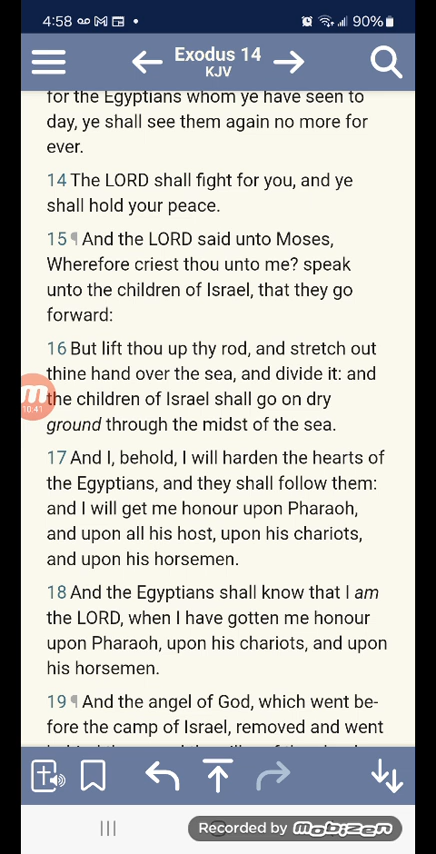 4:58
90%
Exodus 14
KJV
for the Egyptians whom ye have seen to
day, ye shall see them again no more for
ever.
14 The LORD shall fight for you, and ye
shall hold your peace.
15 ¶ And the LORD said unto Moses,
Wherefore criest thou unto me? speak
unto the children of Israel, that they go
forward:
16 But lift thou up thy rod, and stretch out
thine hand over the sea, and divide it: and
the children of Israel shall go on dry
ground through the midst of the sea.
m
10:41
17 And I, behold, I will harden the hearts of
the Egyptians, and they shall follow them:
and I will get me honour upon Pharaoh,
and upon all his host, upon his chariots,
and upon his horsemen.
18 And the Egyptians shall know that I am
the LORD, when I have gotten me honour
upon Pharaoh, upon his chariots, and upon
his horsemen.
19 ¶ And the angel of God, which went be-
fore the camp of Israel, removed and went
Recorded by mobizen